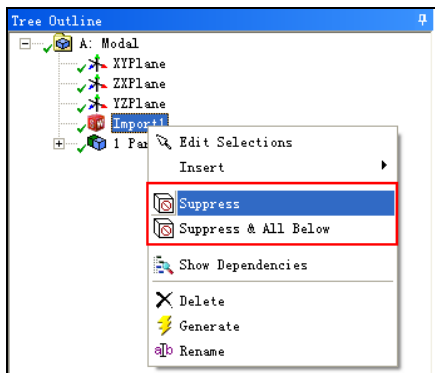 Tree Outline
A: Modal
XYPlane
ZXPlane
YZPlane
Import1
1 Pa
Edit Selections
Insert
Suppress
Suppress & All Below
Show Dependencies
Delete
Generate
Rename